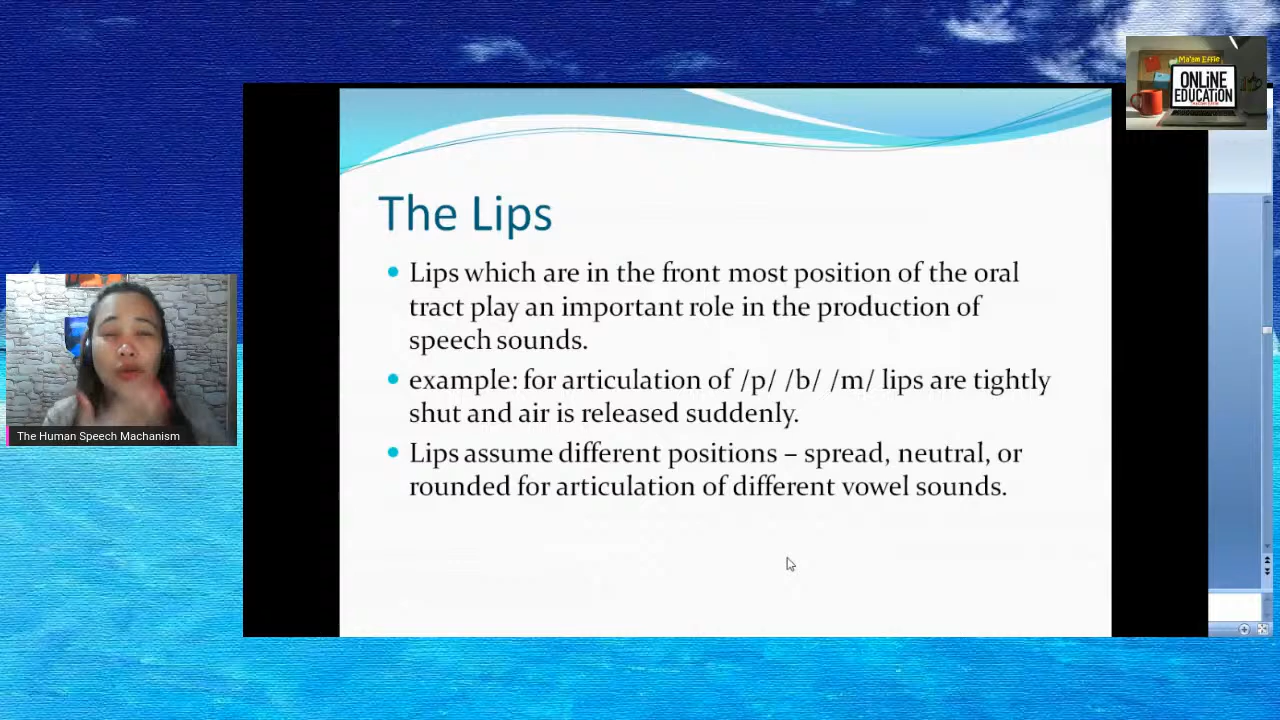 Ma'am Effie
ONLINE
EDUCATION
The Lips
Lips which are in the front most position of the oral
tract play an important role in the production of
speech sounds.
example: for articulation of /p/ /b/ /m/ lips are tightly
shut and air is released suddenly.
Lips assume different positions – spread, neutral, or
rounded for articulation of different vowel sounds.
The Human Speech Machanism